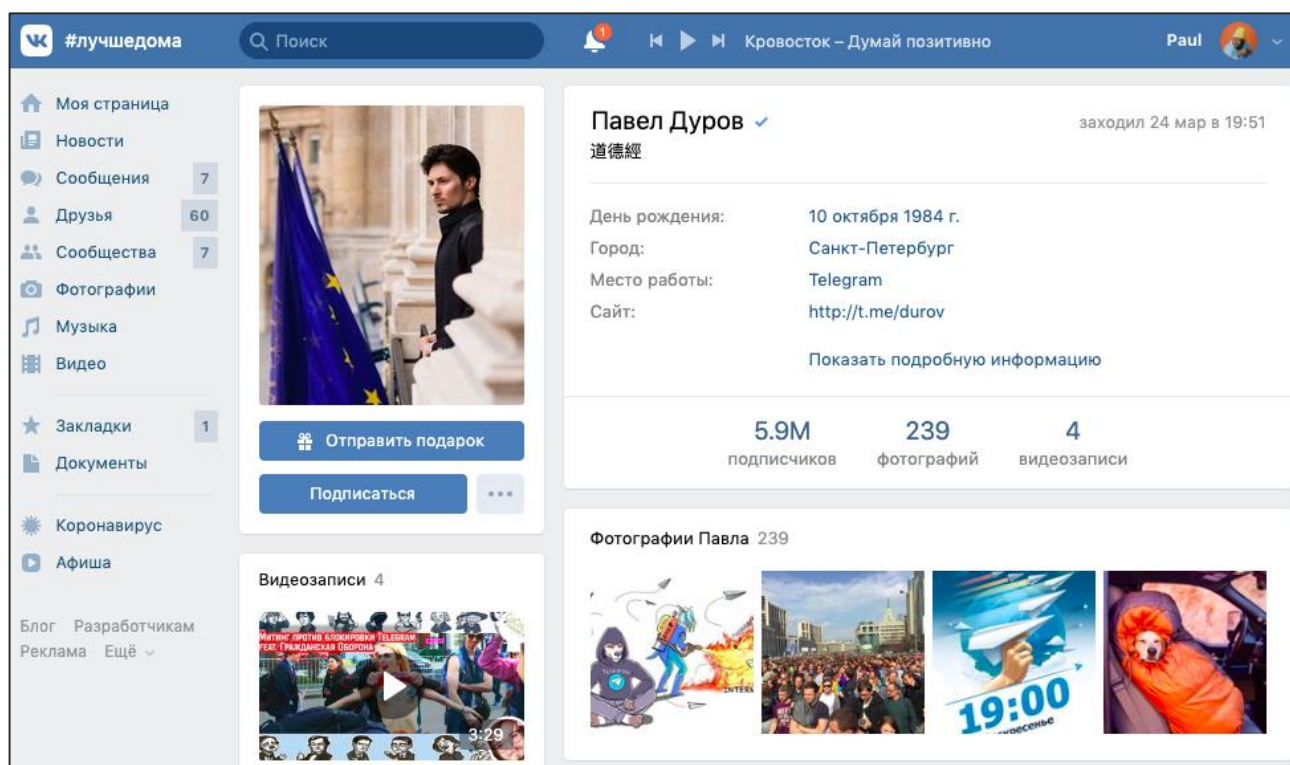 #лучшедома
Поиск
1
Кровосток – Думай позитивно
Paul
Моя страница
Новости
Сообщения 7
Друзья 60
Сообщества 7
Фотографии
Музыка
Видео
Закладки 1
Документы
Коронавирус
Афиша
Блог Разработчикам
Реклама Ещё
Отправить подарок
Подписаться
Видеозаписи 4
МИТИНГ ПРОТИВ БЛОКИРОВКИ TELEGRAM
FEAT. ГРАЖДАНСКАЯ ОБОРОНА
3:29
Павел Дуров
заходил 24 мар в 19:51
道德經
День рождения: 10 октября 1984 г.
Город: Санкт-Петербург
Место работы: Telegram
Сайт: http://t.me/durov
Показать подробную информацию
5.9M 239 4
подписчиков фотографий видеозаписи
Фотографии Павла 239
19:00